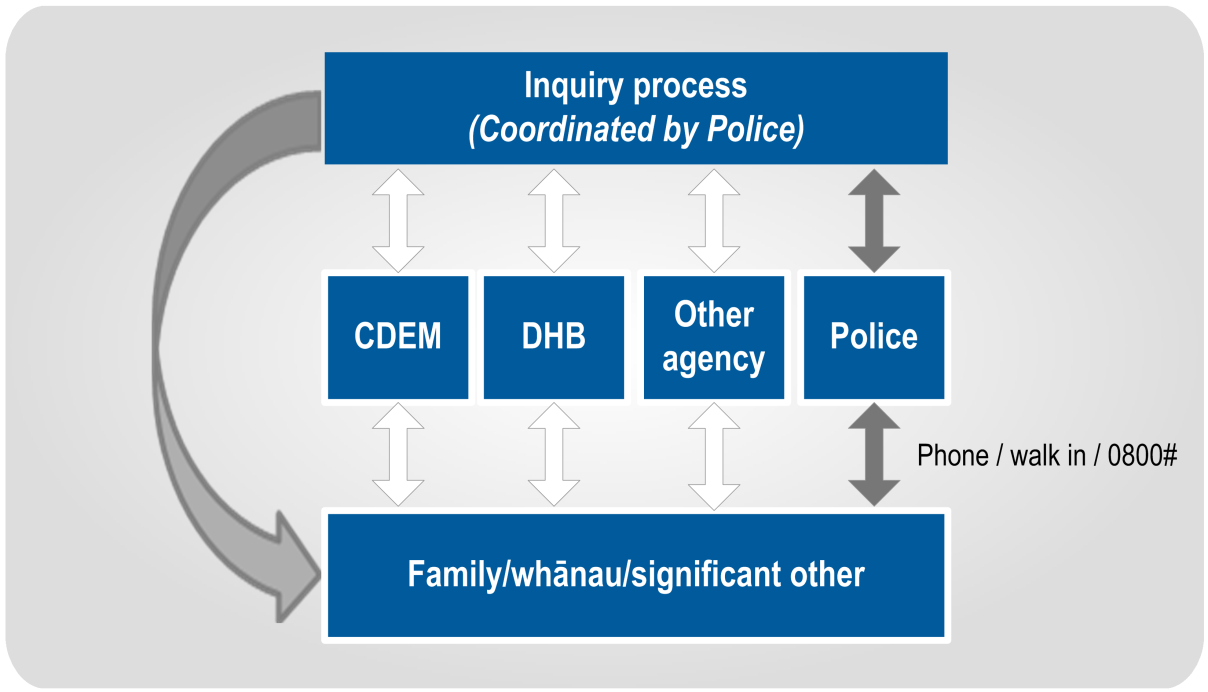 Inquiry process
(Coordinated by Police)
CDEM
DHB
Other
agency
Police
Phone / walk in / 0800#
Family/whānau/significant other